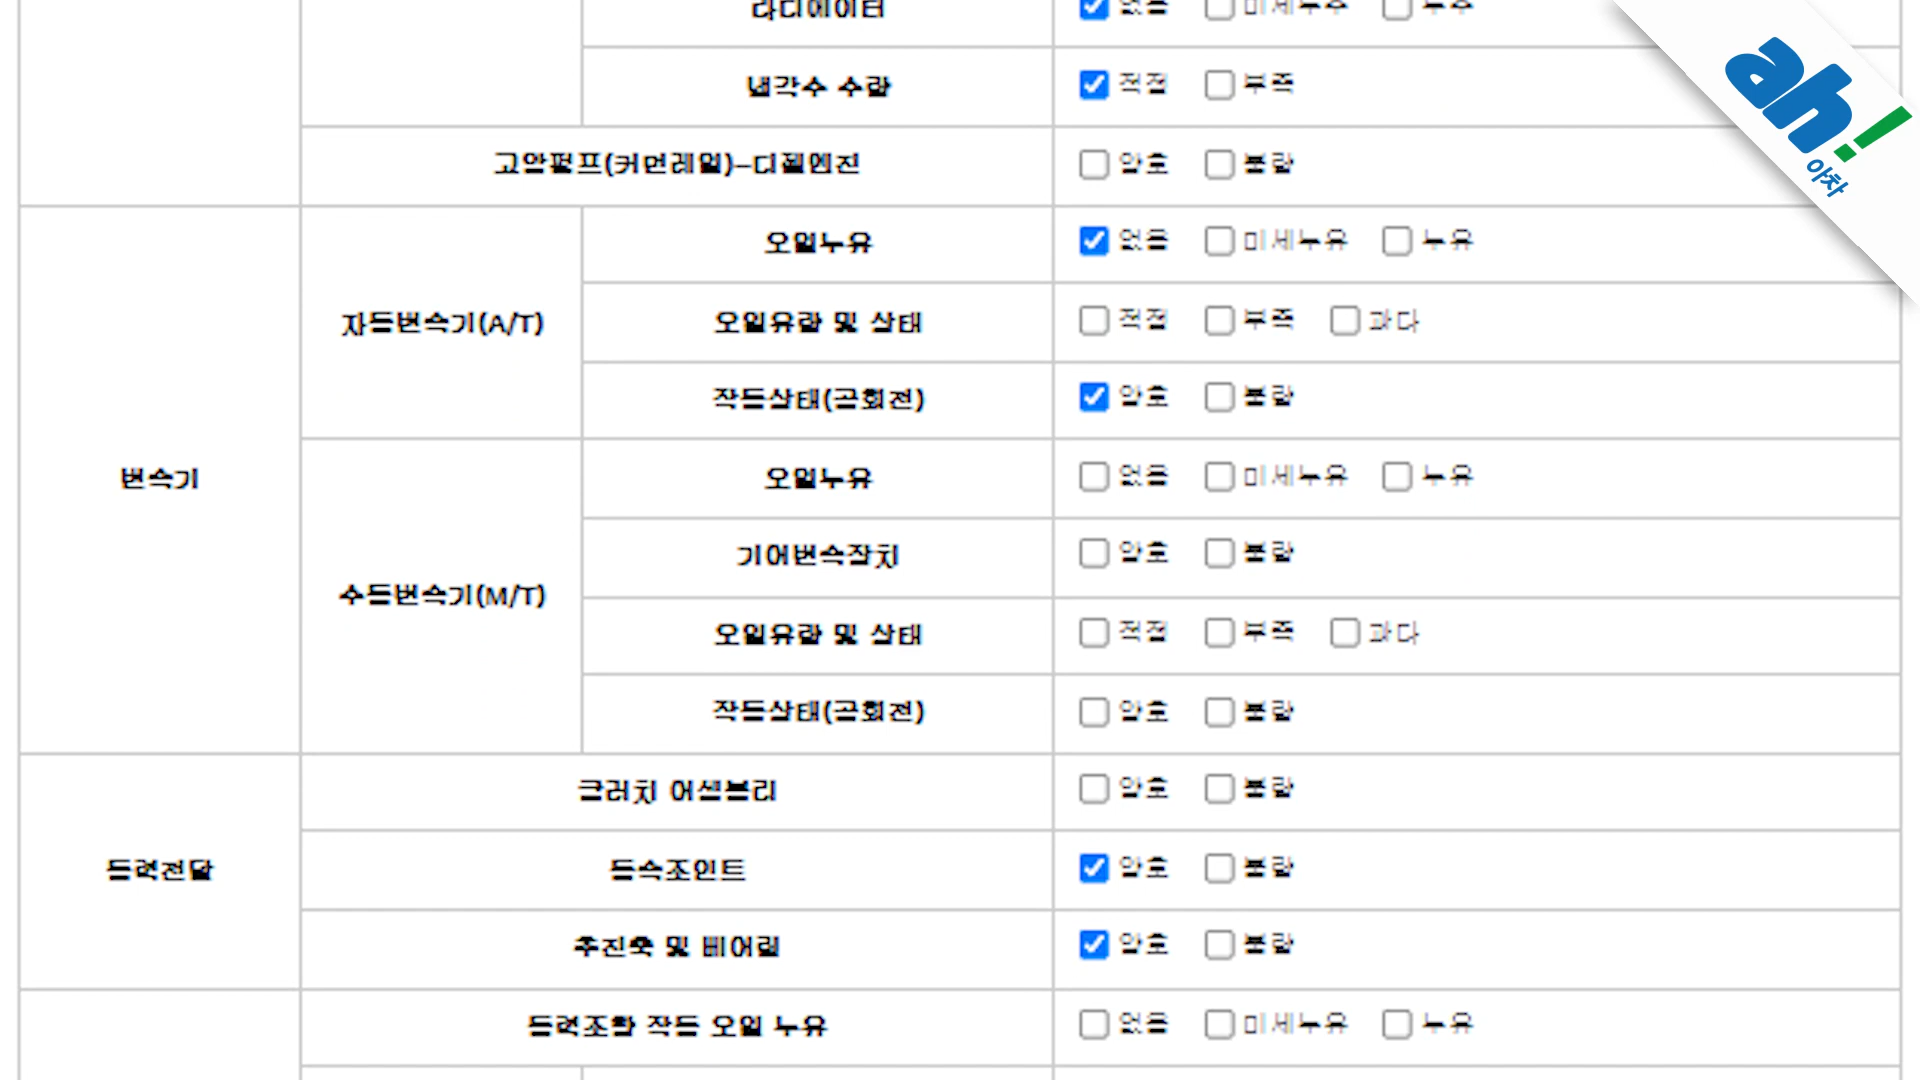 라디에이터 없음 미세누수 누수
냉각수 수량 적정 부족
고압펌프(커먼레일)–디젤엔진 양호 불량
변속기
자동변속기(A/T)
오일누유 없음 미세누유 누유
오일유량 및 상태 적정 부족 과다
작동상태(공회전) 양호 불량
수동변속기(M/T)
오일누유 없음 미세누유 누유
기어변속장치 양호 불량
오일유량 및 상태 적정 부족 과다
작동상태(공회전) 양호 불량
동력전달
클러치 어셈블리 양호 불량
등속조인트 양호 불량
추진축 및 베어링 양호 불량
동력조향 작동 오일 누유 없음 미세누유 누유
ah!
아차